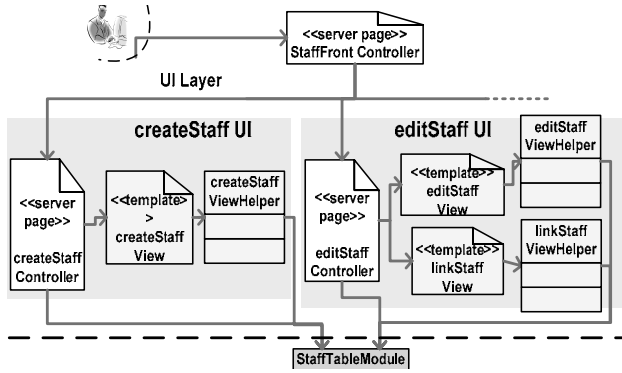 <<server page>>
StaffFront Controller
UI Layer
createStaff UI
<<server
page>>
createStaff
Controller
<<template>
>
createStaff
View
createStaff
ViewHelper
editStaff UI
<<server
page>>
editStaff
Controller
<<template>>
editStaff
View
editStaff
ViewHelper
<<template>>
linkStaff
View
linkStaff
ViewHelper
StaffTableModule